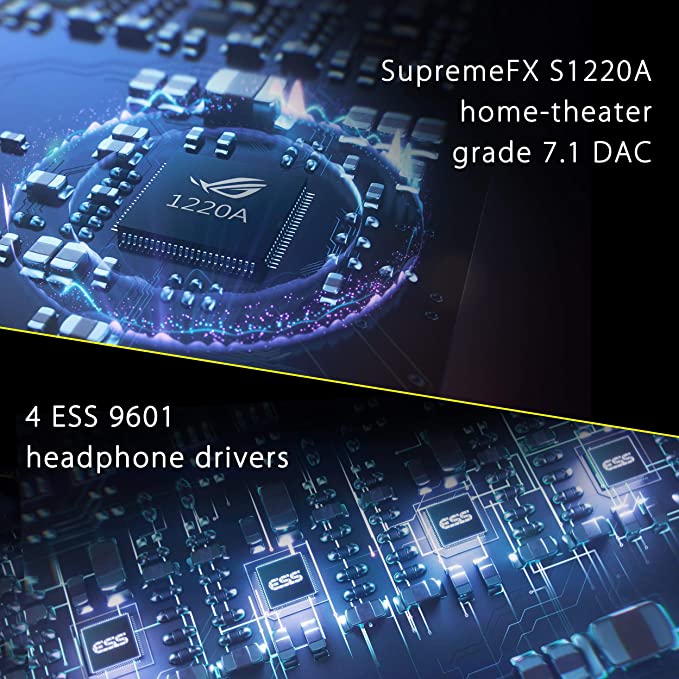 SupremeFX S1220A
home-theater
grade 7.1 DAC
1220A
4 ESS 9601
headphone drivers
ESS
ESS
ESS
ESS